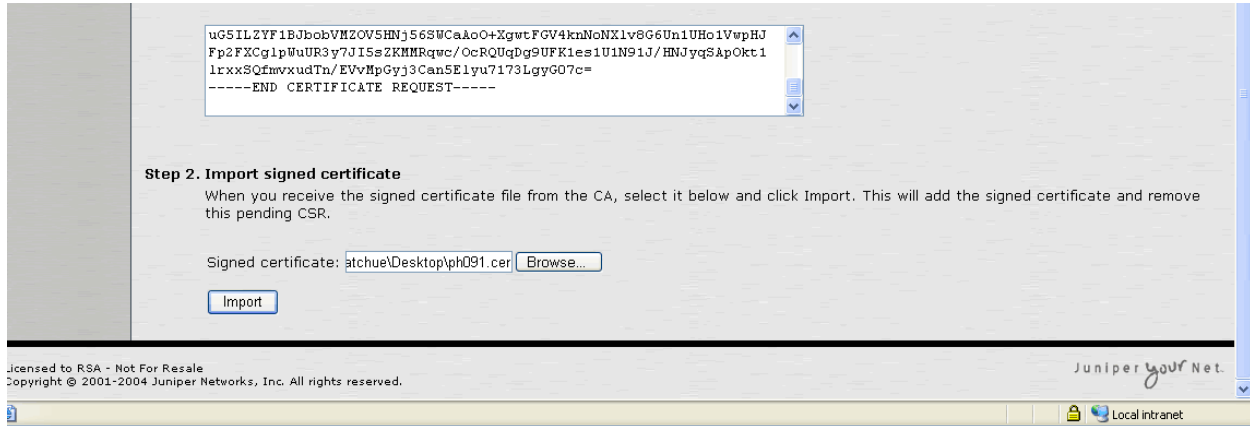 uG5ILZYF1BJbobVMZOV5HNj56SWCaAoO+XgwtFGV4knNoNXlv8G6Un1UHo1VwpHJ
Fp2FXCglpWuUR3y7JI5sZKMMRqwc/OcRQUqDg9UFK1es1U1N91J/HNJyqSApOkt1
lrxxSQfmvxudTn/EVvMpGyj3Can5Elyu7173LgyGO7c=
-----END CERTIFICATE REQUEST-----
Step 2. Import signed certificate
When you receive the signed certificate file from the CA, select it below and click Import. This will add the signed certificate and remove
this pending CSR.
Signed certificate: atchue\Desktop\ph091.cer Browse...
Import
Licensed to RSA - Not For Resale
Copyright © 2001-2004 Juniper Networks, Inc. All rights reserved.
Juniper your Net.
Local intranet